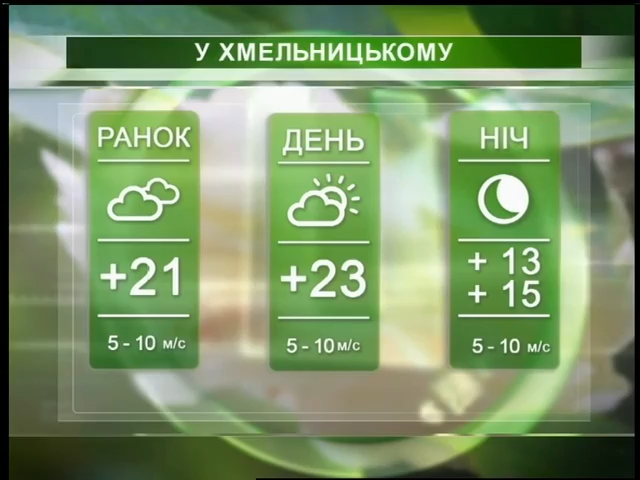 У ХМЕЛЬНИЦЬКОМУ
РАНОК
+21
5 - 10 м/с
ДЕНЬ
+23
5 - 10 м/с
НІЧ
+ 13
+ 15
5 - 10 м/с